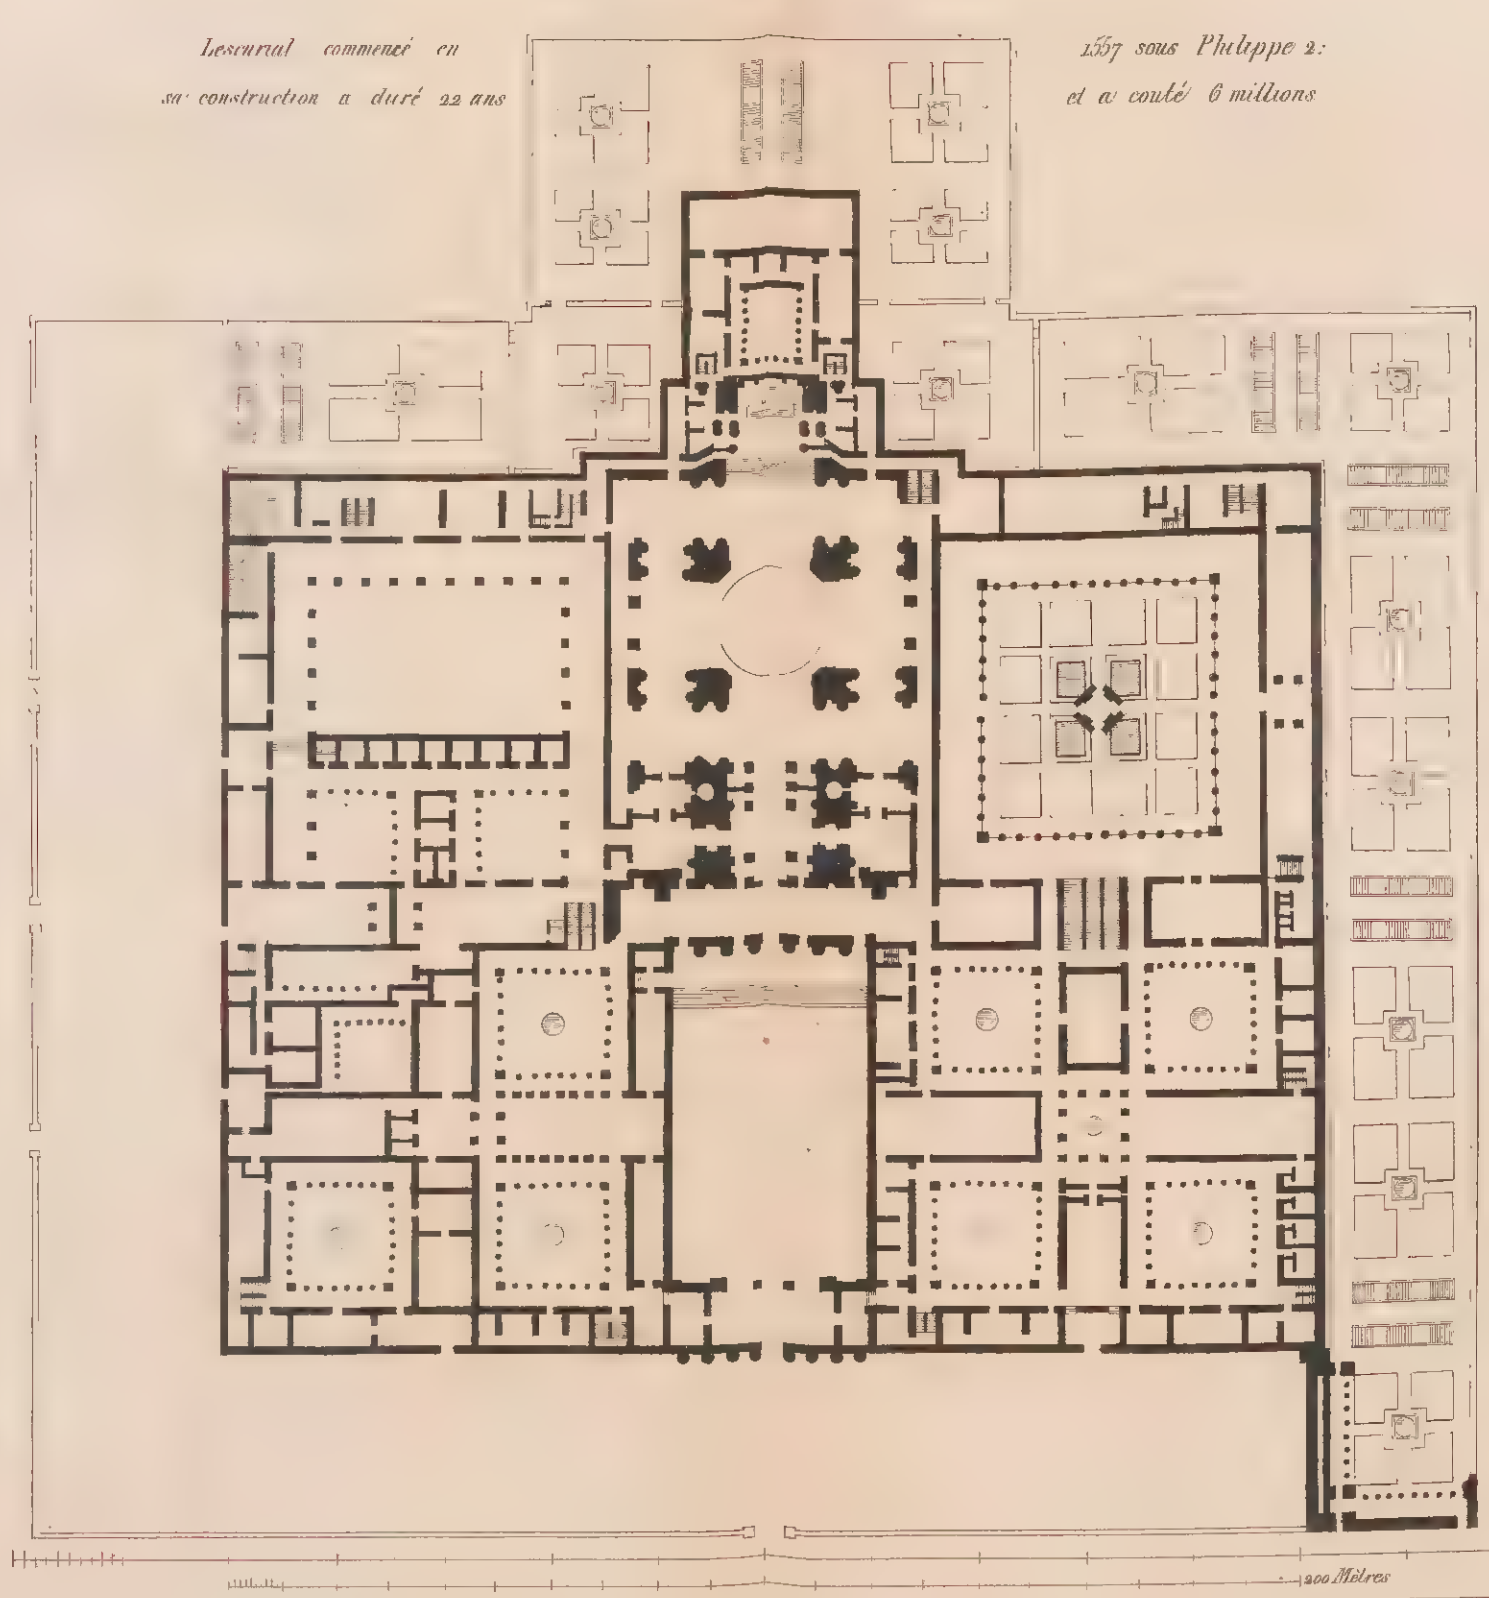 Lescurial commencé en 1557 sous Philippe 2:
sa construction a duré 22 ans et a couté 6 millions
200 Mètres